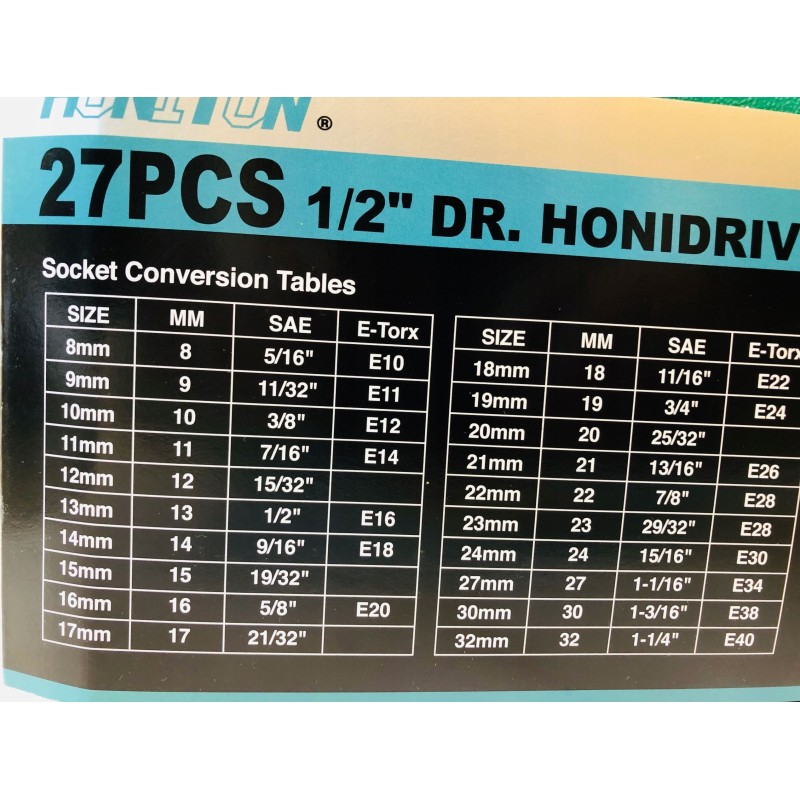 HONITON®
27PCS 1/2" DR. HONIDRIV
Socket Conversion Tables
SIZE MM SAE E-Torx
8mm 8 5/16" E10
9mm 9 11/32" E11
10mm 10 3/8" E12
11mm 11 7/16" E14
12mm 12 15/32"
13mm 13 1/2" E16
14mm 14 9/16" E18
15mm 15 19/32"
16mm 16 5/8" E20
17mm 17 21/32"
SIZE MM SAE E-Torx
18mm 18 11/16" E22
19mm 19 3/4" E24
20mm 20 25/32"
21mm 21 13/16" E26
22mm 22 7/8" E28
23mm 23 29/32" E28
24mm 24 15/16" E30
27mm 27 1-1/16" E34
30mm 30 1-3/16" E38
32mm 32 1-1/4" E40